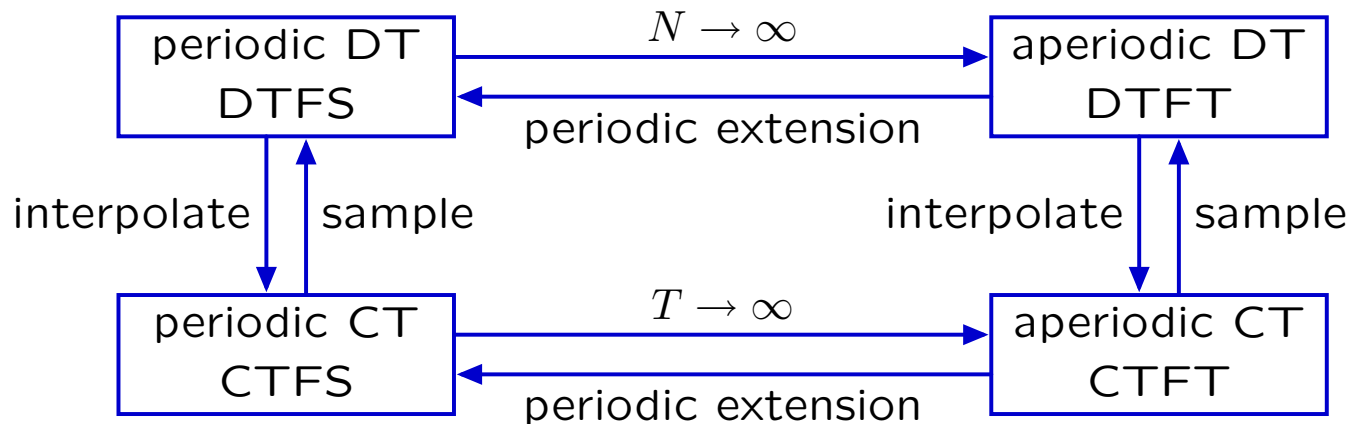 periodic DT
DTFS
N → ∞
periodic extension
aperiodic DT
DTFT
interpolate
sample
interpolate
sample
periodic CT
CTFS
T → ∞
periodic extension
aperiodic CT
CTFT